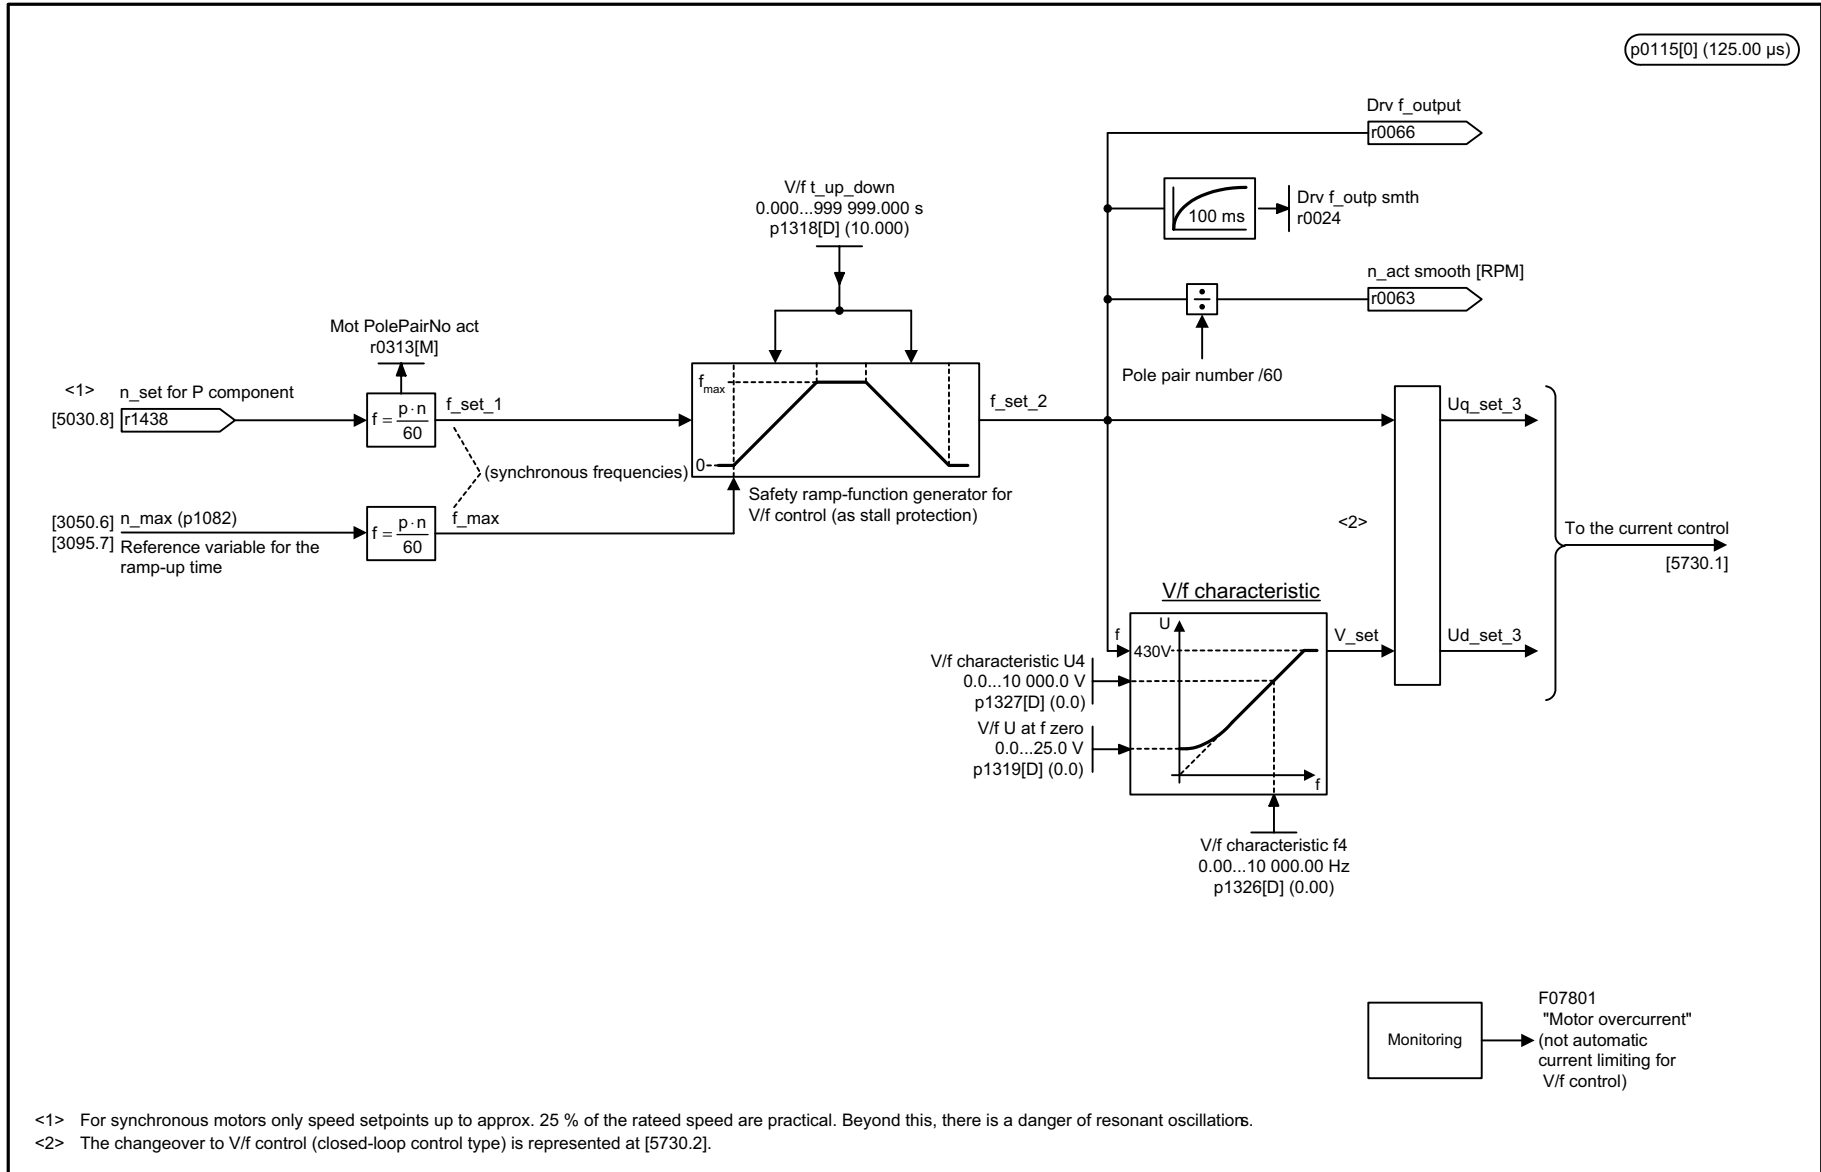 p0115[0] (125.00 µs)
Drv f_output
r0066
V/f t_up_down
0.000...999 999.000 s
p1318[D] (10.000)
100 ms
Drv f_outp smth
r0024
n_act smooth [RPM]
r0063
÷
Pole pair number /60
Mot PolePairNo act
r0313[M]
<1>
n_set for P component
[5030.8]
r1438
f = p·n
60
f_set_1
(synchronous frequencies)
fmax
0
f_set_2
Safety ramp-function generator for
V/f control (as stall protection)
[3050.6]
[3095.7]
n_max (p1082)
Reference variable for the
ramp-up time
f = p·n
60
f_max
Uq_set_3
<2>
To the current control
[5730.1]
V/f characteristic
f
U
430V
f
V_set
Ud_set_3
V/f characteristic U4
0.0...10 000.0 V
p1327[D] (0.0)
V/f U at f zero
0.0...25.0 V
p1319[D] (0.0)
V/f characteristic f4
0.00...10 000.00 Hz
p1326[D] (0.00)
Monitoring
F07801
"Motor overcurrent"
(not automatic
current limiting for
V/f control)
<1> For synchronous motors only speed setpoints up to approx. 25 % of the rateed speed are practical. Beyond this, there is a danger of resonant oscillations.
<2> The changeover to V/f control (closed-loop control type) is represented at [5730.2].